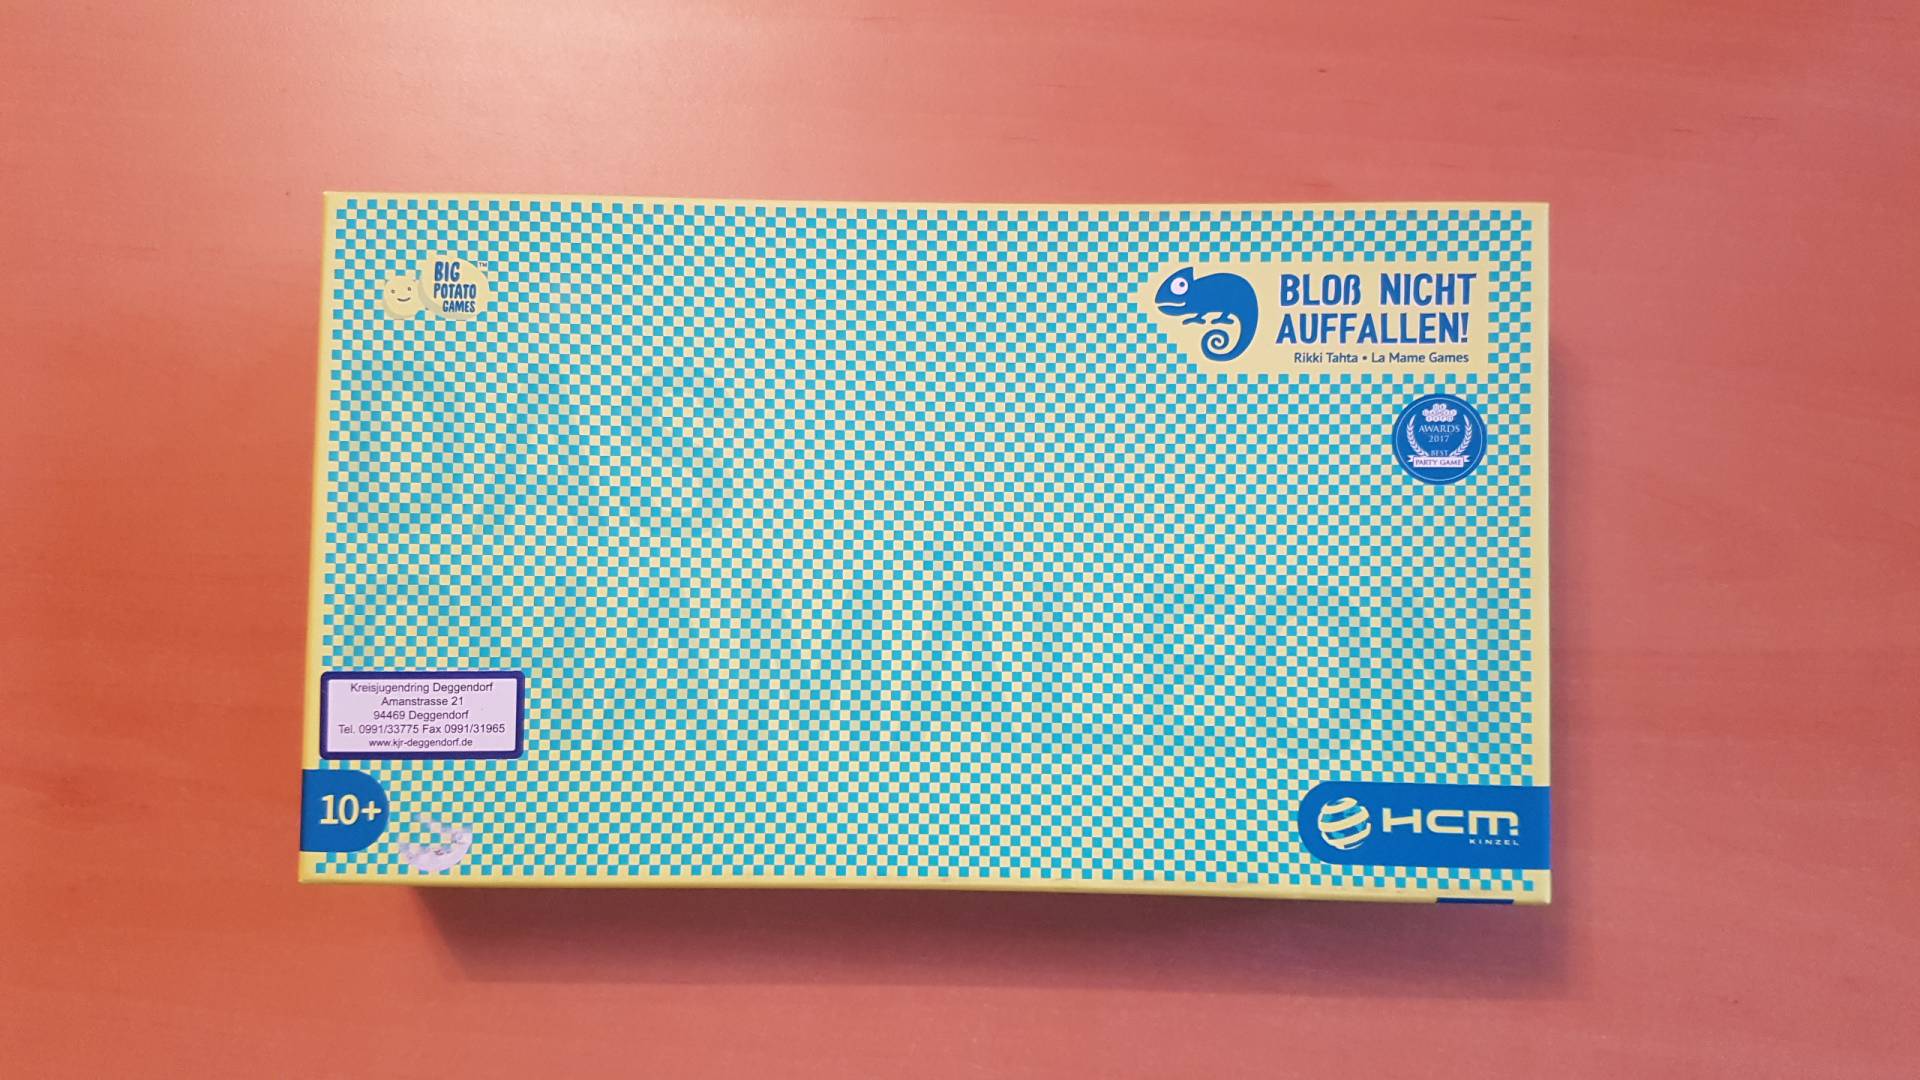 BIG
POTATO
GAMES
TM
BLOß NICHT
AUFFALLEN!
Rikki Tahta • La Mame Games
AWARDS
2017
BEST
PARTY GAME
Kreisjugendring Deggendorf
Amanstrasse 21
94469 Deggendorf
Tel. 0991/33775 Fax 0991/31965
www.kjr-deggendorf.de
10+
HCM
KINZEL